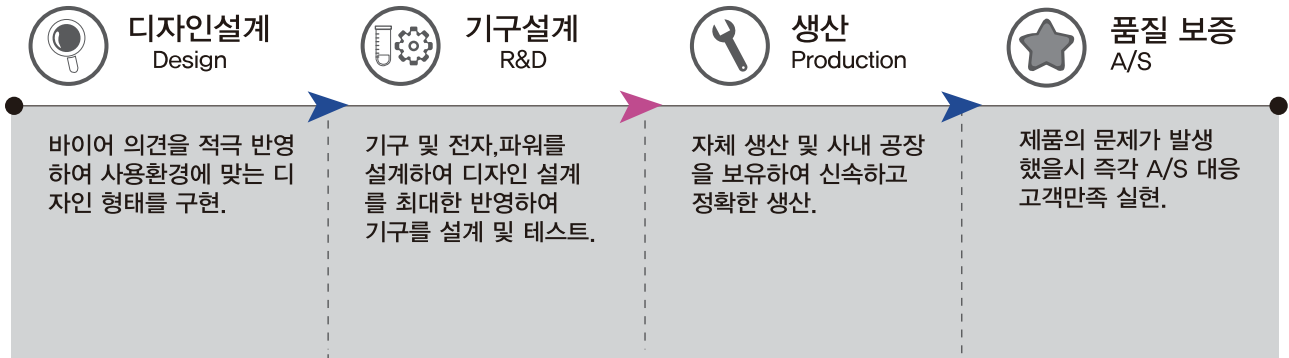 디자인설계
Design
바이어 의견을 적극 반영
하여 사용환경에 맞는 디
자인 형태를 구현.
기구설계
R&D
기구 및 전자,파워를
설계하여 디자인 설계
를 최대한 반영하여
기구를 설계 및 테스트.
생산
Production
자체 생산 및 사내 공장
을 보유하여 신속하고
정확한 생산.
품질 보증
A/S
제품의 문제가 발생
했을시 즉각 A/S 대응
고객만족 실현.